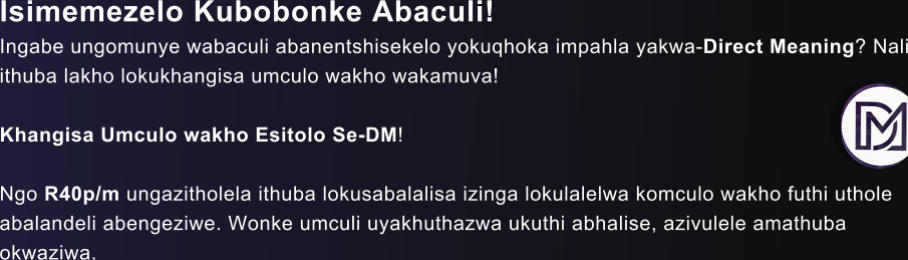 Isimemezelo Kubobonke Abaculi!
Ingabe ungomunye wabaculi abanentshisekelo yokuqhoka impahla yakwa-Direct Meaning? Nali
ithuba lakho lokukhangisa umculo wakho wakamuva!
Khangisa Umculo wakho Esitolo Se-DM!
DM
Ngo R40p/m ungazitholela ithuba lokusabalalisa izinga lokulalelwa komculo wakho futhi uthole
abalandeli abengeziwe. Wonke umculi uyakhuthazwa ukuthi abhalise, azivulele amathuba
okwaziwa.